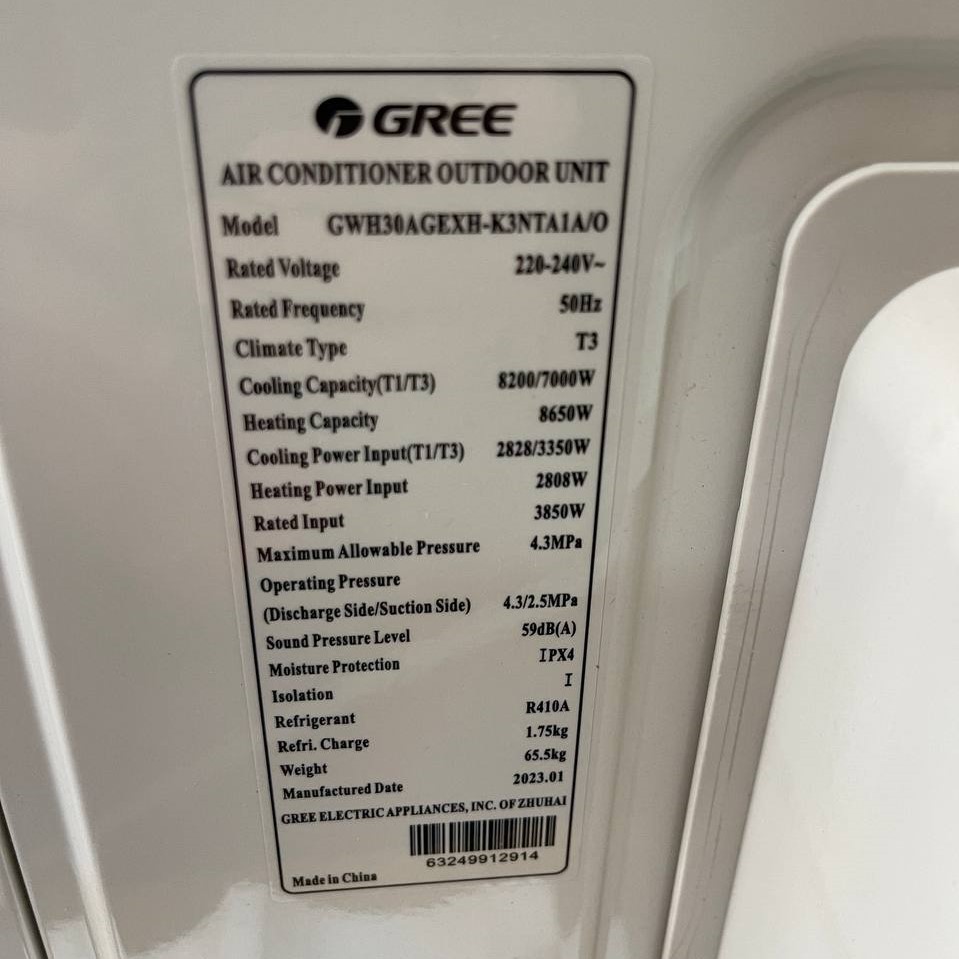 GREE
AIR CONDITIONER OUTDOOR UNIT
Model GWH30AGEXH-K3NTA1A/O
Rated Voltage 220-240V~
Rated Frequency 50Hz
Climate Type T3
Cooling Capacity(T1/T3) 8200/7000W
Heating Capacity 8650W
Cooling Power Input(T1/T3) 2828/3350W
Heating Power Input 2808W
Rated Input 3850W
Maximum Allowable Pressure 4.3MPa
Operating Pressure
(Discharge Side/Suction Side) 4.3/2.5MPa
Sound Pressure Level 59dB(A)
Moisture Protection IPX4
Isolation I
Refrigerant R410A
Refri. Charge 1.75kg
Weight 65.5kg
Manufactured Date 2023.01
GREE ELECTRIC APPLIANCES, INC. OF ZHUHAI
63249912914
Made in China